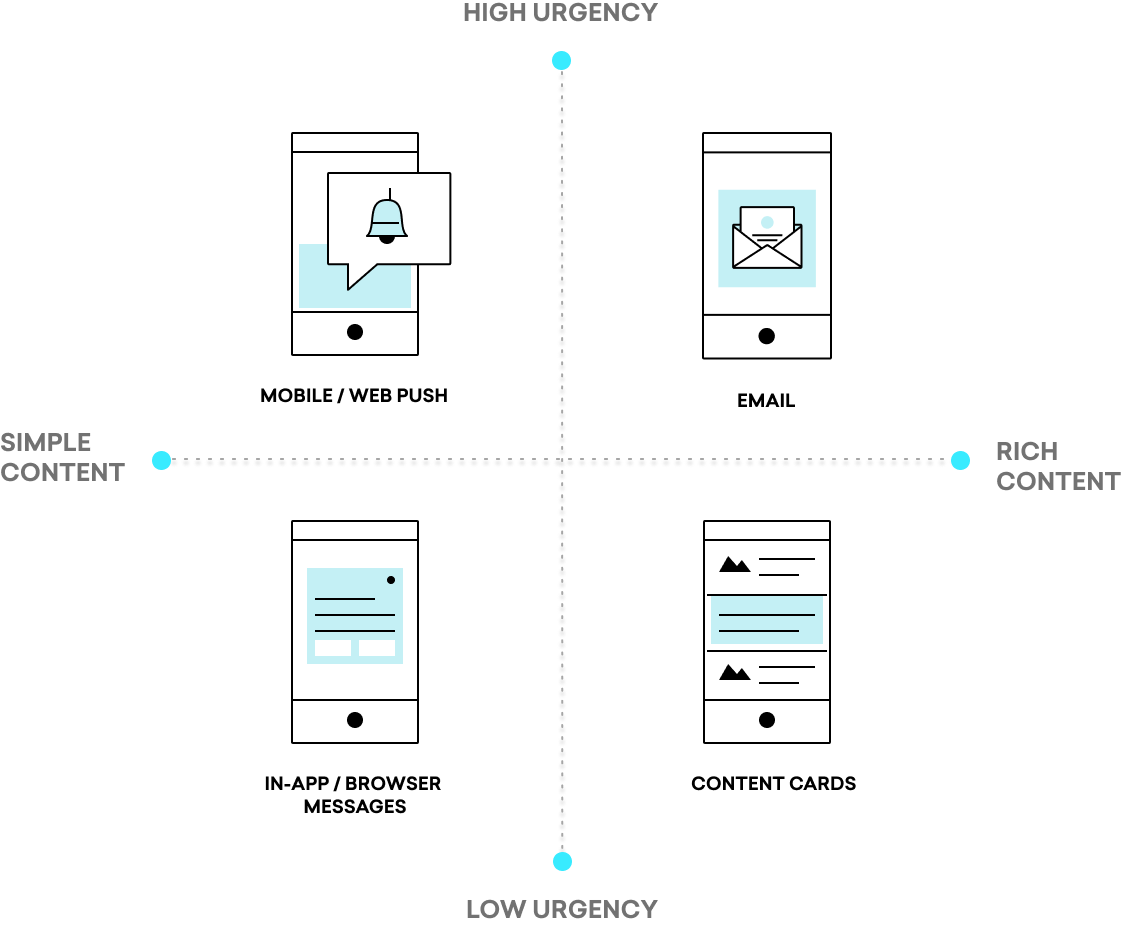 HIGH URGENCY
MOBILE / WEB PUSH
EMAIL
SIMPLE
CONTENT
RICH
CONTENT
IN-APP / BROWSER
MESSAGES
CONTENT CARDS
LOW URGENCY